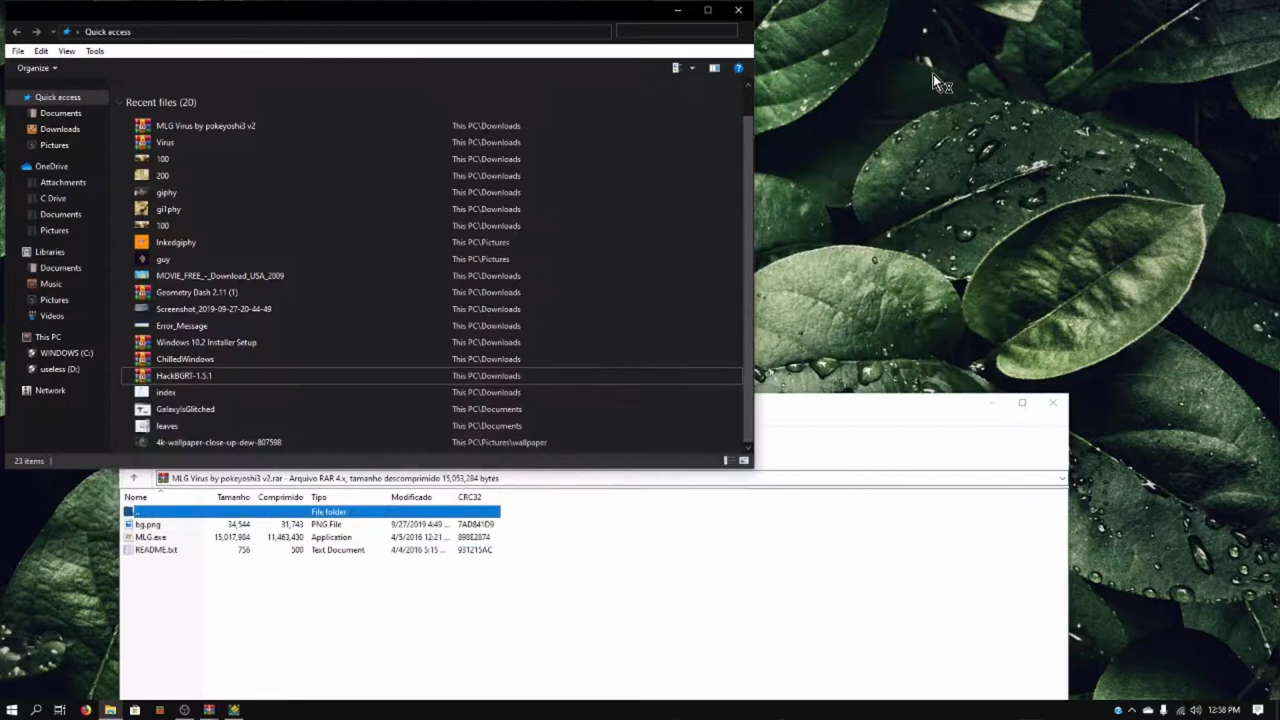 Quick access
File Edit View Tools
Organize
Quick access
Documents
Downloads
Pictures
OneDrive
Attachments
C Drive
Documents
Pictures
Libraries
Documents
Music
Pictures
Videos
This PC
WINDOWS (C:)
useless (D:)
Network
Recent files (20)
MLG Virus by pokeyoshi3 v2 This PC\Downloads
Virus This PC\Downloads
100 This PC\Downloads
200 This PC\Downloads
giphy This PC\Downloads
gi1phy This PC\Downloads
100 This PC\Downloads
Inkedgiphy This PC\Pictures
guy This PC\Pictures
MOVIE_FREE_-_Download_USA_2009 This PC\Downloads
Geometry Dash 2.11 (1) This PC\Downloads
Screenshot_2019-09-27-20-44-49 This PC\Downloads
Error_Message This PC\Downloads
Windows 10.2 Installer Setup This PC\Downloads
ChilledWindows This PC\Downloads
HackBGRT-1.5.1 This PC\Downloads
index This PC\Downloads
GalaxyIsGlitched This PC\Documents
leaves This PC\Documents
4k-wallpaper-close-up-dew-807598 This PC\Pictures\wallpaper
23 items
MLG Virus by pokeyoshi3 v2.rar - Arquivo RAR 4.x, tamanho descomprimido 15,053,284 bytes
Name Tamanho Comprimido Tipo Modificado CRC32
.. File folder
bg.png 34,544 31,743 PNG File 9/27/2019 4:49 ... 7AD841D9
MLG.exe 15,017,984 11,463,430 Application 4/5/2016 12:21 ... 898E2874
README.txt 756 500 Text Document 4/4/2016 5:15 ... 931215AC
12:58 PM